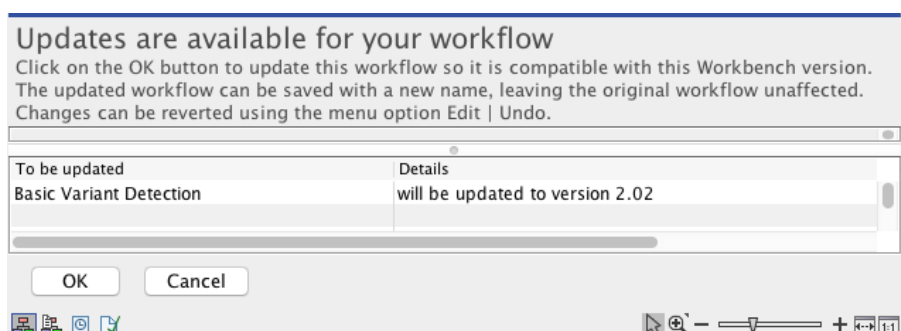 Updates are available for your workflow
Click on the OK button to update this workflow so it is compatible with this Workbench version.
The updated workflow can be saved with a new name, leaving the original workflow unaffected.
Changes can be reverted using the menu option Edit | Undo.
To be updated Details
Basic Variant Detection will be updated to version 2.02
OK Cancel
1:1